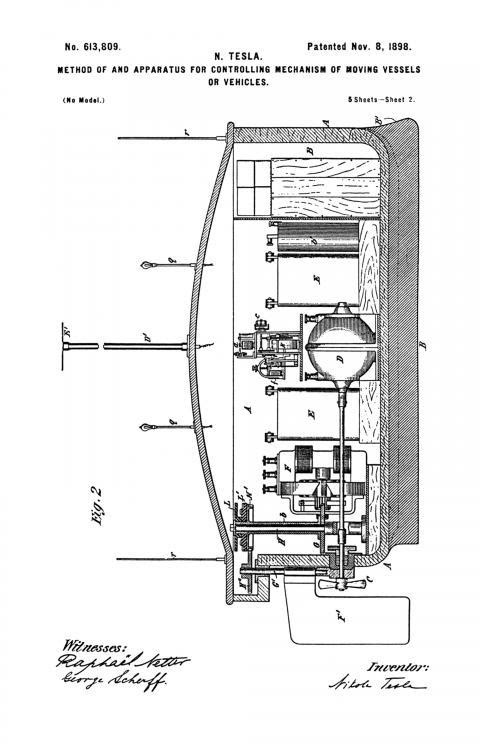 No. 613,809.
Patented Nov. 8, 1898.
N. TESLA.
METHOD OF AND APPARATUS FOR CONTROLLING MECHANISM OF MOVING VESSELS
OR VEHICLES.
(No Model.)
5 Sheets—Sheet 2.
A
B'
r
B
D'
q
E
E'
D'
c
D
B
A
q
E
F
Fig. 2
L
b
H
G
r
G'
C
A
F'
Witnesses:
Raphaël Netter
George Scherff.
Inventor:
Nikola Tesla